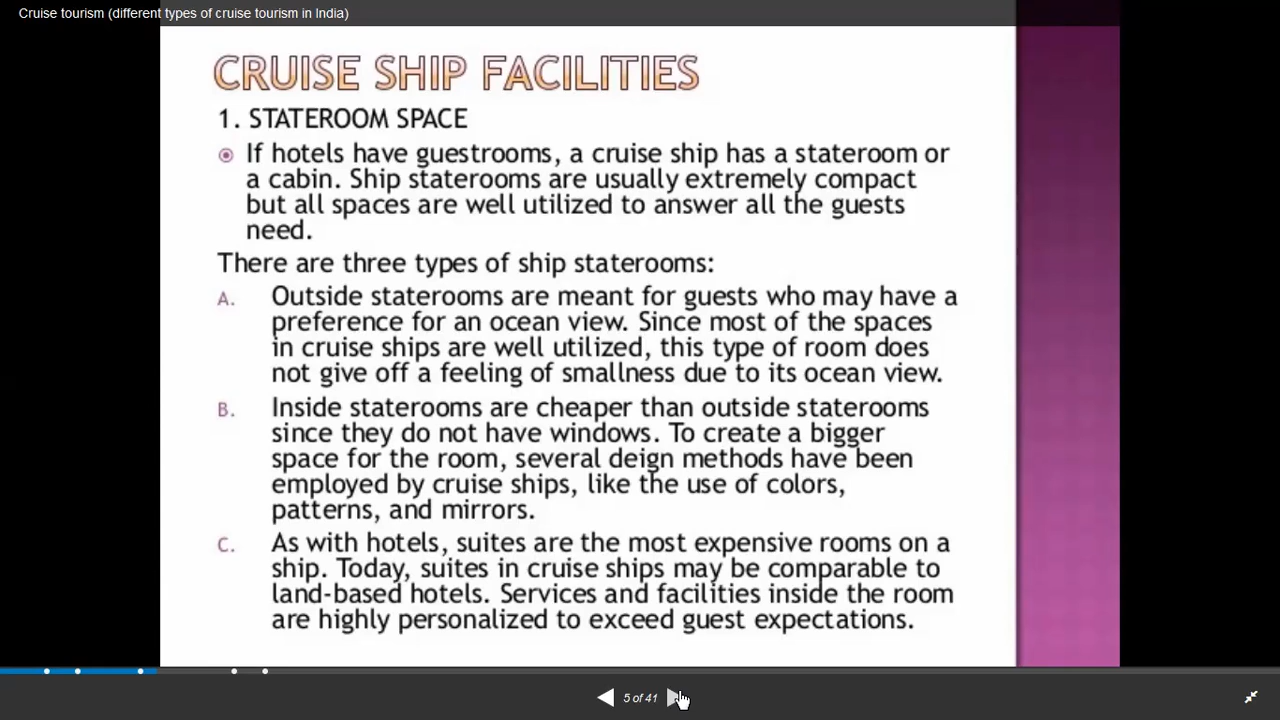 Cruise tourism (different types of cruise tourism in India)
CRUISE SHIP FACILITIES
1. STATEROOM SPACE
If hotels have guestrooms, a cruise ship has a stateroom or
a cabin. Ship staterooms are usually extremely compact
but all spaces are well utilized to answer all the guests
need.
There are three types of ship staterooms:
A. Outside staterooms are meant for guests who may have a
preference for an ocean view. Since most of the spaces
in cruise ships are well utilized, this type of room does
not give off a feeling of smallness due to its ocean view.
B. Inside staterooms are cheaper than outside staterooms
since they do not have windows. To create a bigger
space for the room, several deign methods have been
employed by cruise ships, like the use of colors,
patterns, and mirrors.
C. As with hotels, suites are the most expensive rooms on a
ship. Today, suites in cruise ships may be comparable to
land-based hotels. Services and facilities inside the room
are highly personalized to exceed guest expectations.
5 of 41